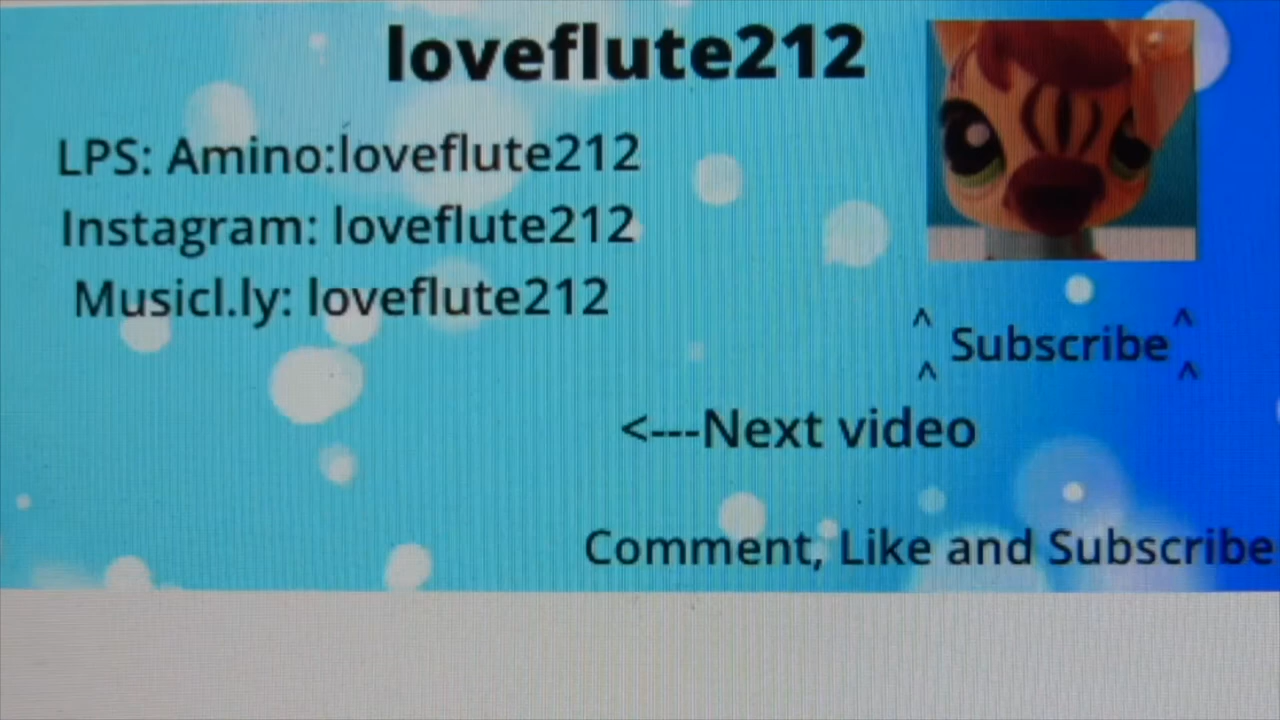 loveflute212
LPS: Amino:loveflute212
Instagram: loveflute212
Musicl.ly: loveflute212
^ ^
Subscribe
^ ^
<---Next video
Comment, Like and Subscribe